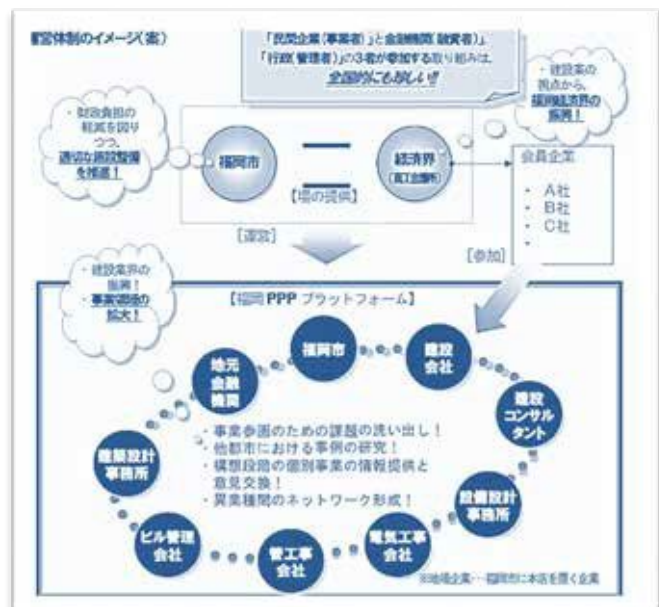 運営体制のイメージ(案)
「民間企業(事業者)」と金融機関(融資者)」、
「行政(管理者)」の3者が参加する取り組みは、
全国的にも珍しい!!
・建設業の
視点から、
福岡経済界の
振興！
・財政負担の
軽減を図り
つつ、
適切な施設整備
を推進！
福岡市
経済界
(商工会議所)
【場の提供】
会員企業
・A社
・B社
・C社
・
[運営]
[参加]
・建設業界の
振興！
・事業領域の
拡大！
【福岡 PPP プラットフォーム】
福岡市
建設
会社
地元
金融
機関
建設
コンサル
タント
建築設計
事務所
設備設計
事務所
ビル管理
会社
管工事
会社
電気工事
会社
・事業参画のための課題の洗い出し！
・他都市における事例の研究！
・構想段階の個別事業の情報提供と
意見交換！
・異業種間のネットワーク形成！
※地場企業･･･福岡市に本店を置く企業